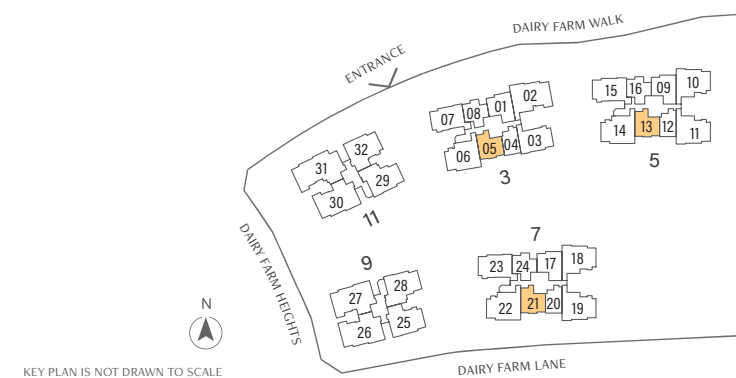 DAIRY FARM WALK
ENTRANCE
15 16 09 10
14 13 12 11
5
07 08 01 02
06 05 04 03
3
31 32
30 29
11
7
23 24 17 18
22 21 20 19
9
27 28
26 25
DAIRY FARM HEIGHTS
N
DAIRY FARM LANE
KEY PLAN IS NOT DRAWN TO SCALE